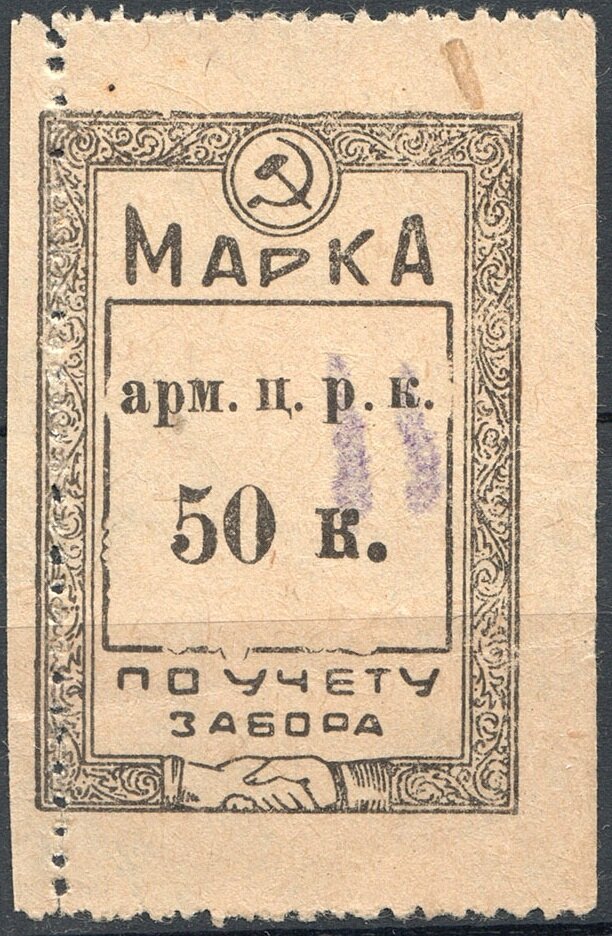 МАРКА
арм. ц. р. к.
50 к.
ПО УЧЕТУ
ЗАБОРА